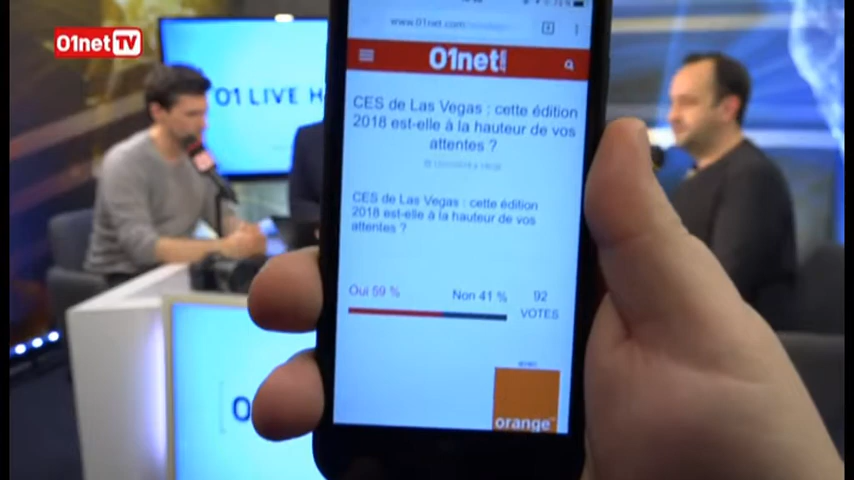 01netTV
01 LIVE H
www.01net.com
01net.com
CES de Las Vegas : cette édition
2018 est-elle à la hauteur de vos
attentes ?
CES de Las Vegas : cette édition
2018 est-elle à la hauteur de vos
attentes ?
Oui 59 %
Non 41 %
92
VOTES
avec
orange